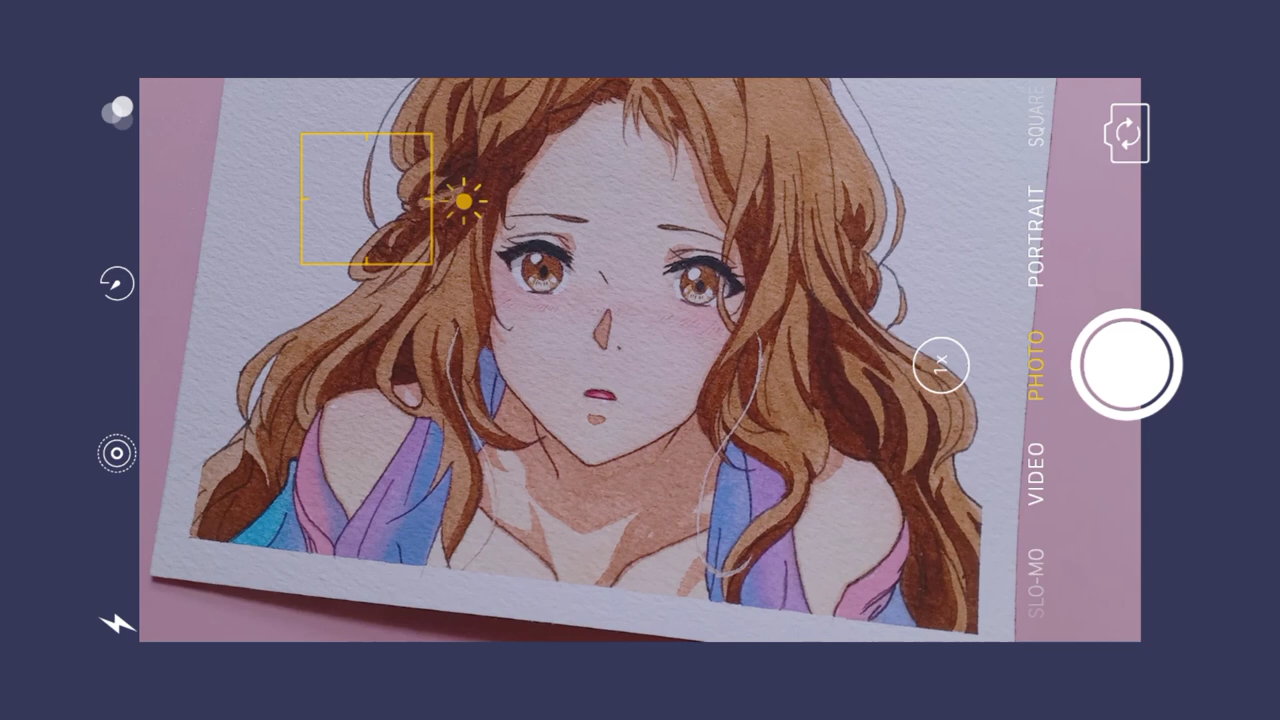 SQUARE
PORTRAIT
PHOTO
VIDEO
SLO-MO
1x